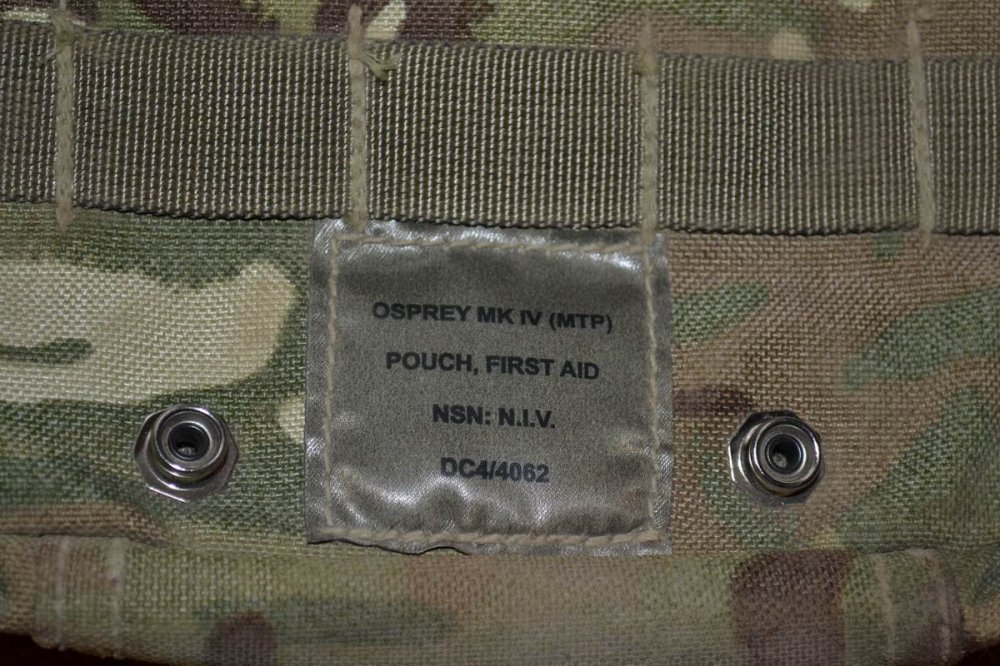 OSPREY MK IV (MTP)
POUCH, FIRST AID
NSN: N.I.V.
DC4/4062